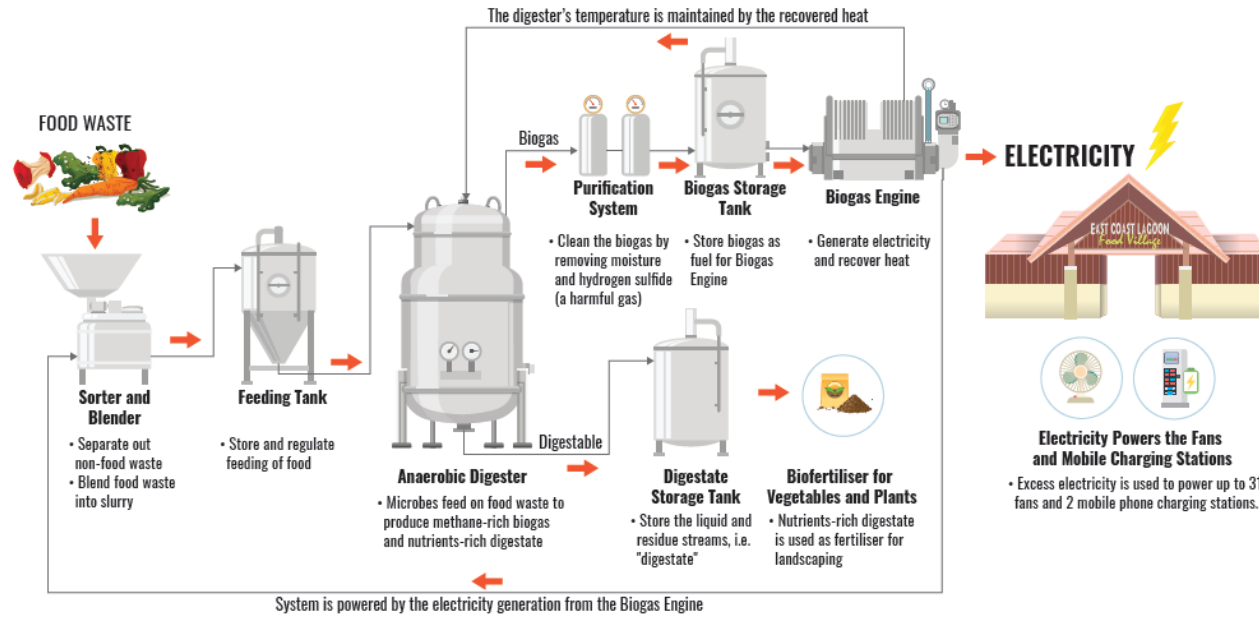 The digester's temperature is maintained by the recovered heat
FOOD WASTE
Biogas
ELECTRICITY
Purification
System
• Clean the biogas by
removing moisture
and hydrogen sulfide
(a harmful gas)
Biogas Storage
Tank
• Store biogas as
fuel for Biogas
Engine
Biogas Engine
• Generate electricity
and recover heat
EAST COAST LAGOON
Food Village
Sorter and
Blender
• Separate out
non-food waste
• Blend food waste
into slurry
Feeding Tank
• Store and regulate
feeding of food
Anaerobic Digester
• Microbes feed on food waste to
produce methane-rich biogas
and nutrients-rich digestate
Digestable
Digestate
Storage Tank
• Store the liquid and
residue streams, i.e.
"digestate"
Biofertiliser for
Vegetables and Plants
• Nutrients-rich digestate
is used as fertiliser for
landscaping
Electricity Powers the Fans
and Mobile Charging Stations
• Excess electricity is used to power up to 31
fans and 2 mobile phone charging stations.
System is powered by the electricity generation from the Biogas Engine